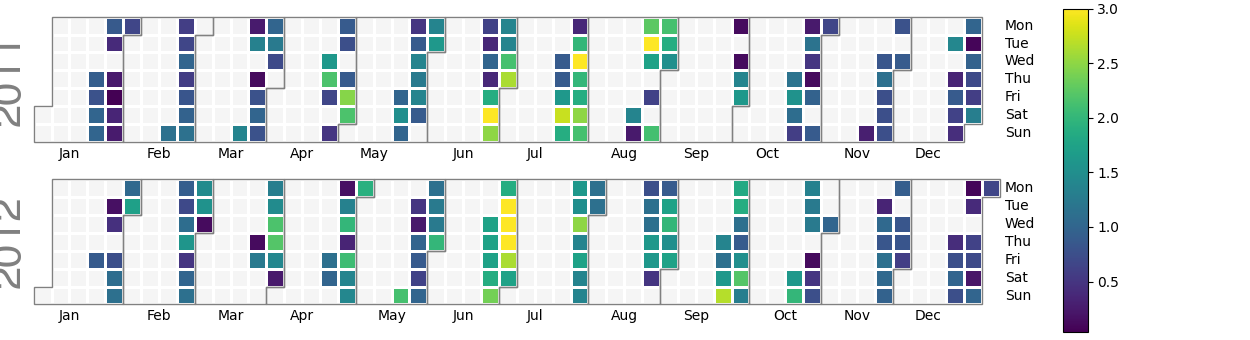 2011
Mon
Tue
Wed
Thu
Fri
Sat
Sun
Jan Feb Mar Apr May Jun Jul Aug Sep Oct Nov Dec
2012
Mon
Tue
Wed
Thu
Fri
Sat
Sun
Jan Feb Mar Apr May Jun Jul Aug Sep Oct Nov Dec
3.0
2.5
2.0
1.5
1.0
0.5